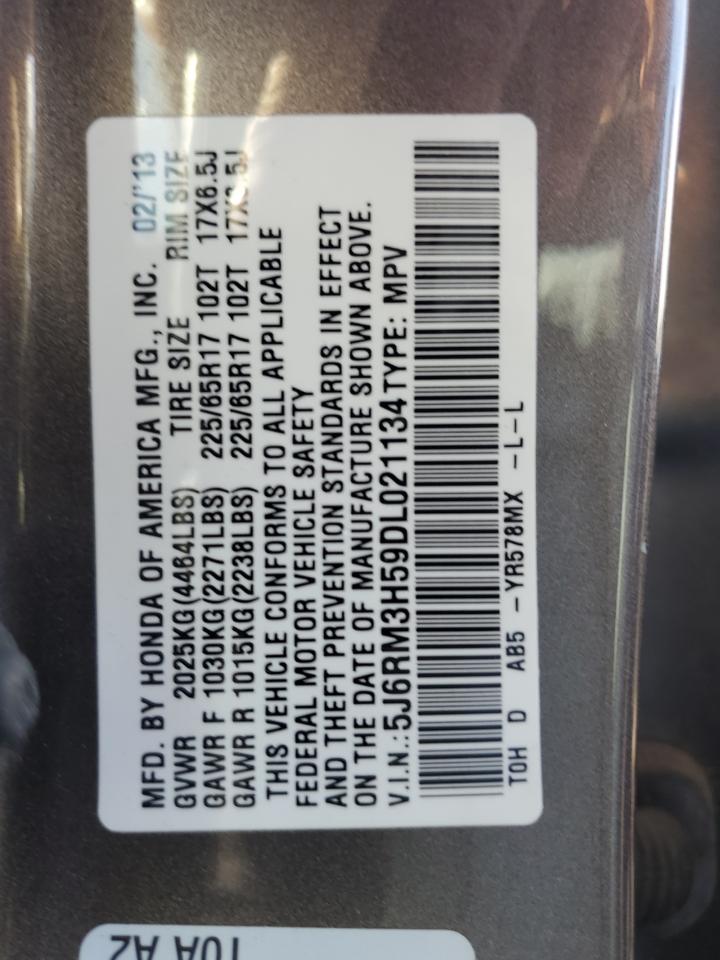 MFD. BY HONDA OF AMERICA MFG., INC. 02/'13
GVWR 2025KG(4464LBS) TIRE SIZE RIM SIZE
GAWR F 1030KG(2271LBS) 225/65R17 102T 17X6.5J
GAWR R 1015KG(2238LBS) 225/65R17 102T 17X6.5J
THIS VEHICLE CONFORMS TO ALL APPLICABLE
FEDERAL MOTOR VEHICLE SAFETY
AND THEFT PREVENTION STANDARDS IN EFFECT
ON THE DATE OF MANUFACTURE SHOWN ABOVE.
V.I.N.:5J6RM3H59DL021134 TYPE: MPV
TOH D AB5 -YR578MX -L-L